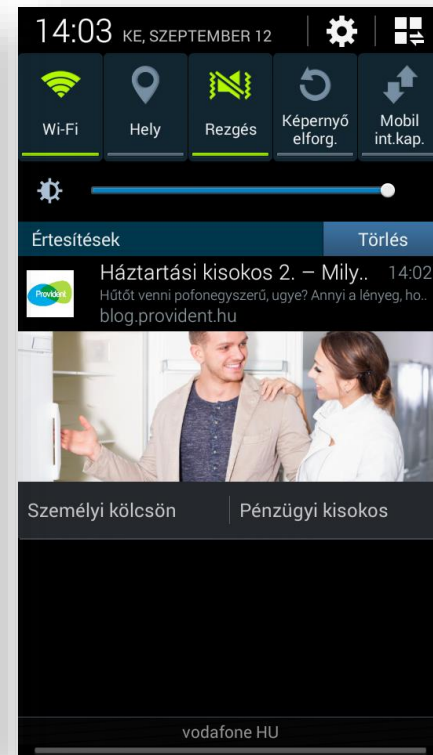 14:03 KE, SZEPTEMBER 12
Wi-Fi
Hely
Rezgés
Képernyő
elforg.
Mobil
int.kap.
Értesítések
Törlés
Provident
Háztartási kisokos 2. – Mily.. 14:02
Hűtőt venni pofonegyszerű, ugye? Annyi a lényeg, ho..
blog.provident.hu
Személyi kölcsön
Pénzügyi kisokos
vodafone HU